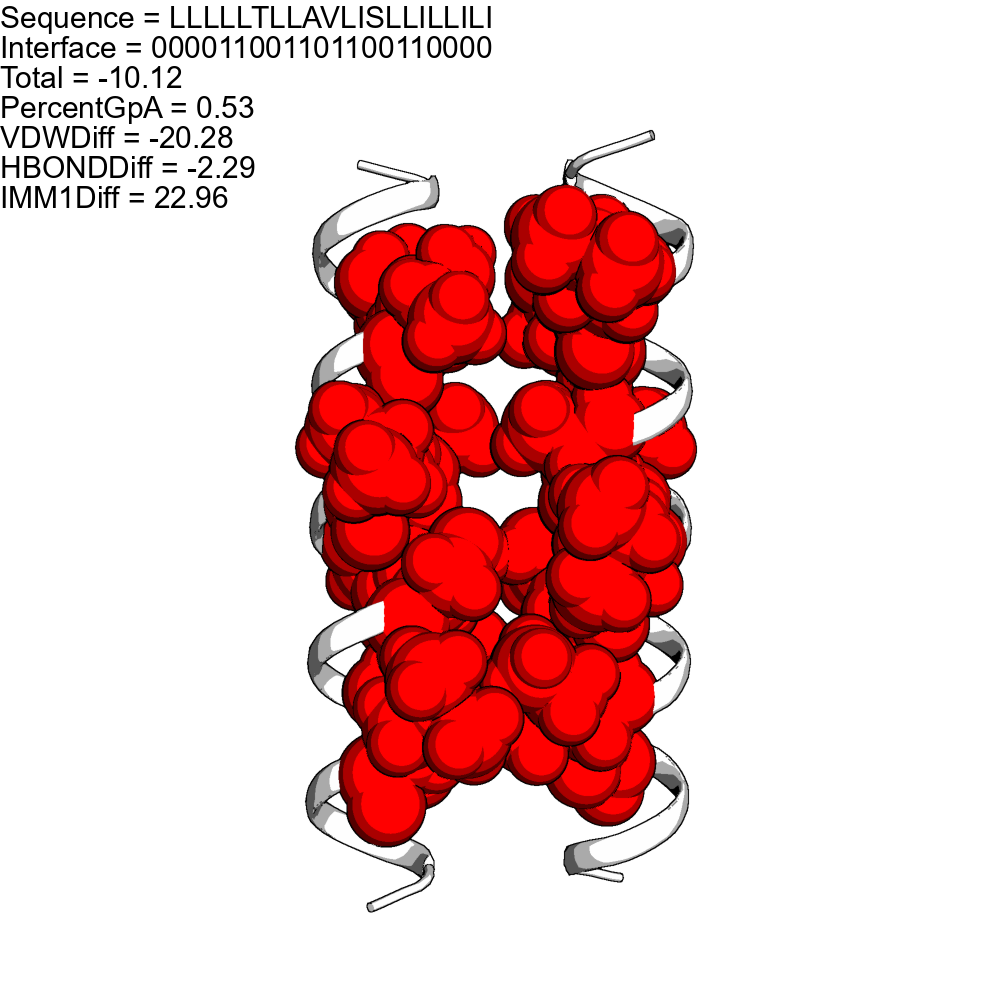 Sequence = LLLLLTLLAVLISLLILLILI
Interface = 000011001101100110000
Total = -10.12
PercentGpA = 0.53
VDWDiff = -20.28
HBONDDiff = -2.29
IMM1Diff = 22.96